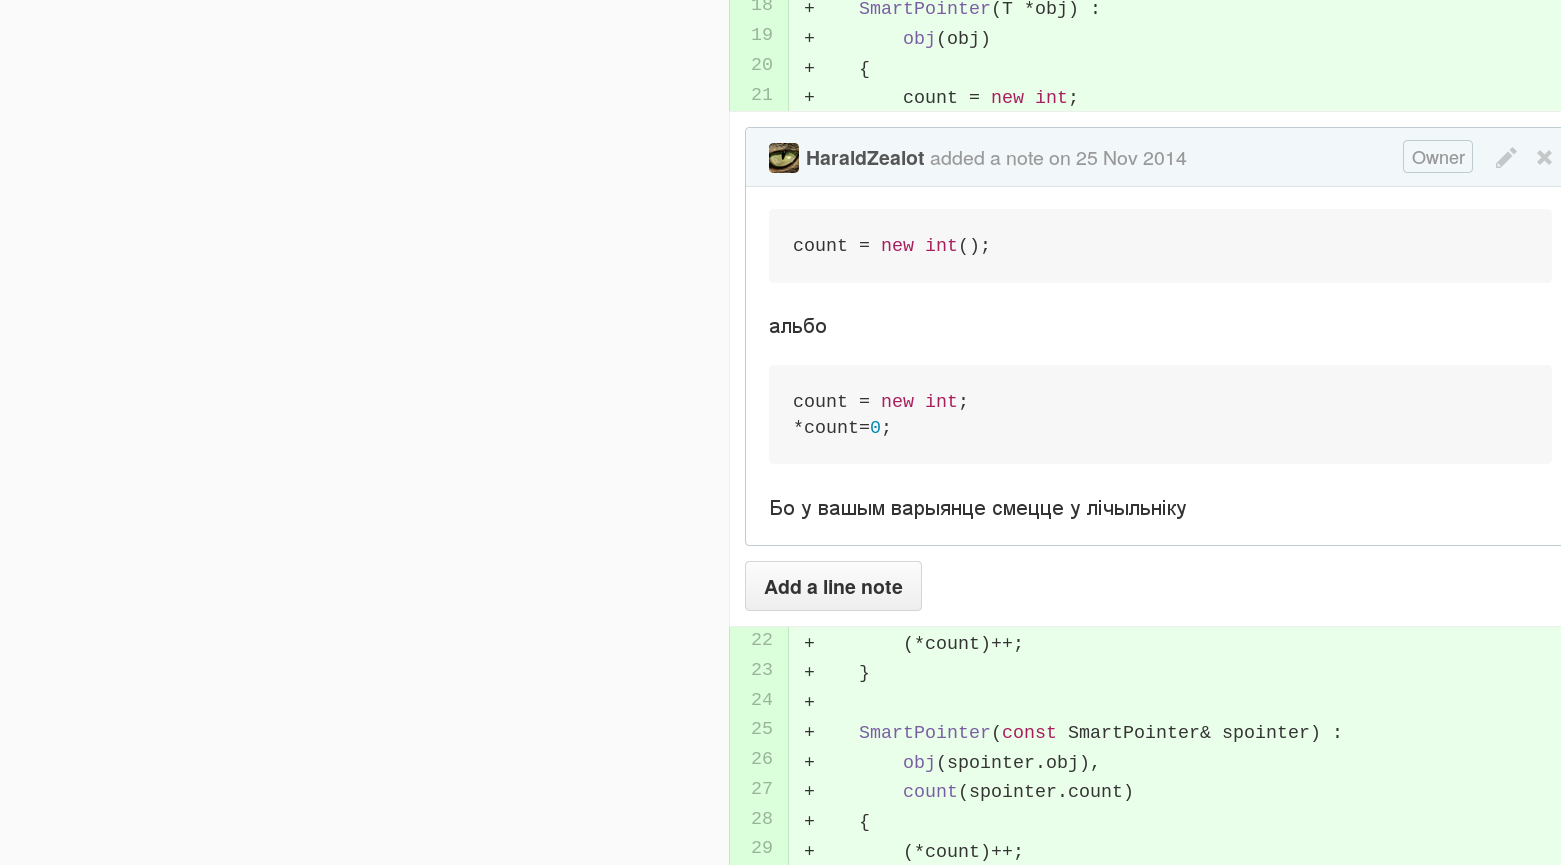 18 + SmartPointer(T *obj) :
19 + obj(obj)
20 + {
21 + count = new int;
HaraldZealot added a note on 25 Nov 2014 Owner
count = new int();
альбо
count = new int;
*count=0;
Бо у вашым варыянце смецце у лічыльніку
Add a line note
22 + (*count)++;
23 + }
24 +
25 + SmartPointer(const SmartPointer& spointer) :
26 + obj(spointer.obj),
27 + count(spointer.count)
28 + {
29 + (*count)++;